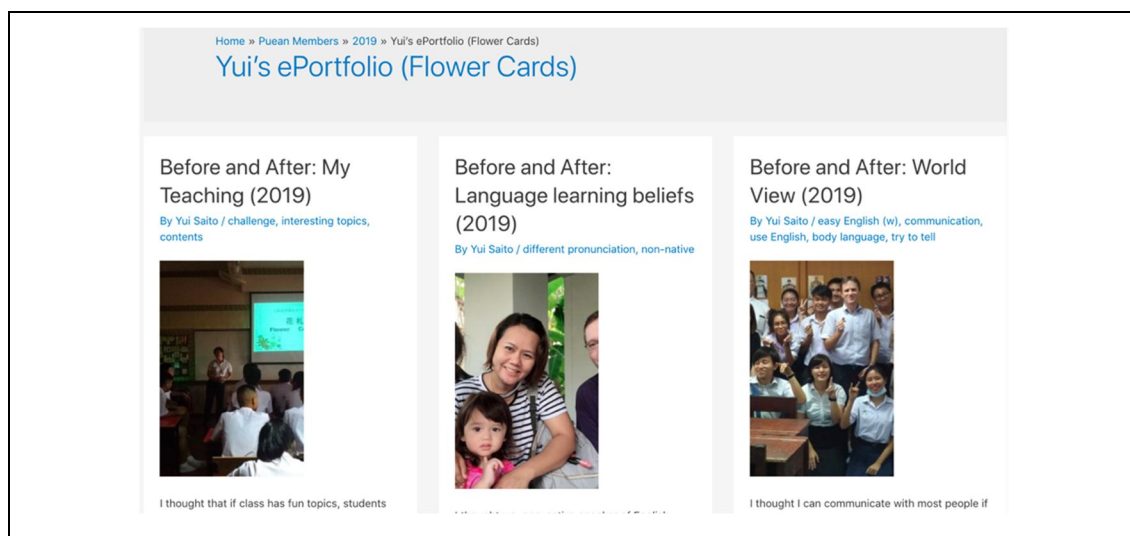 Home » Puean Members » 2019 » Yui's ePortfolio (Flower Cards)
Yui's ePortfolio (Flower Cards)
Before and After: My
Teaching (2019)
By Yui Saito / challenge, interesting topics,
contents
花札
Flower
I thought that if class has fun topics, students
Before and After:
Language learning beliefs
(2019)
By Yui Saito / different pronunciation, non-native
Before and After: World
View (2019)
By Yui Saito / easy English (w), communication,
use English, body language, try to tell
I thought I can communicate with most people if